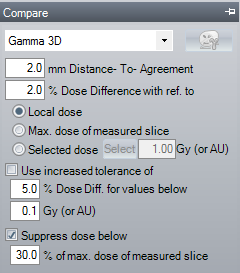 Compare
Gamma 3D
2.0 mm Distance- To- Agreement
2.0 % Dose Difference with ref. to
Local dose
Max. dose of measured slice
Selected dose Select 1.00 Gy (or AU)
Use increased tolerance of
5.0 % Dose Diff. for values below
0.1 Gy (or AU)
Suppress dose below
30.0 % of max. dose of measured slice